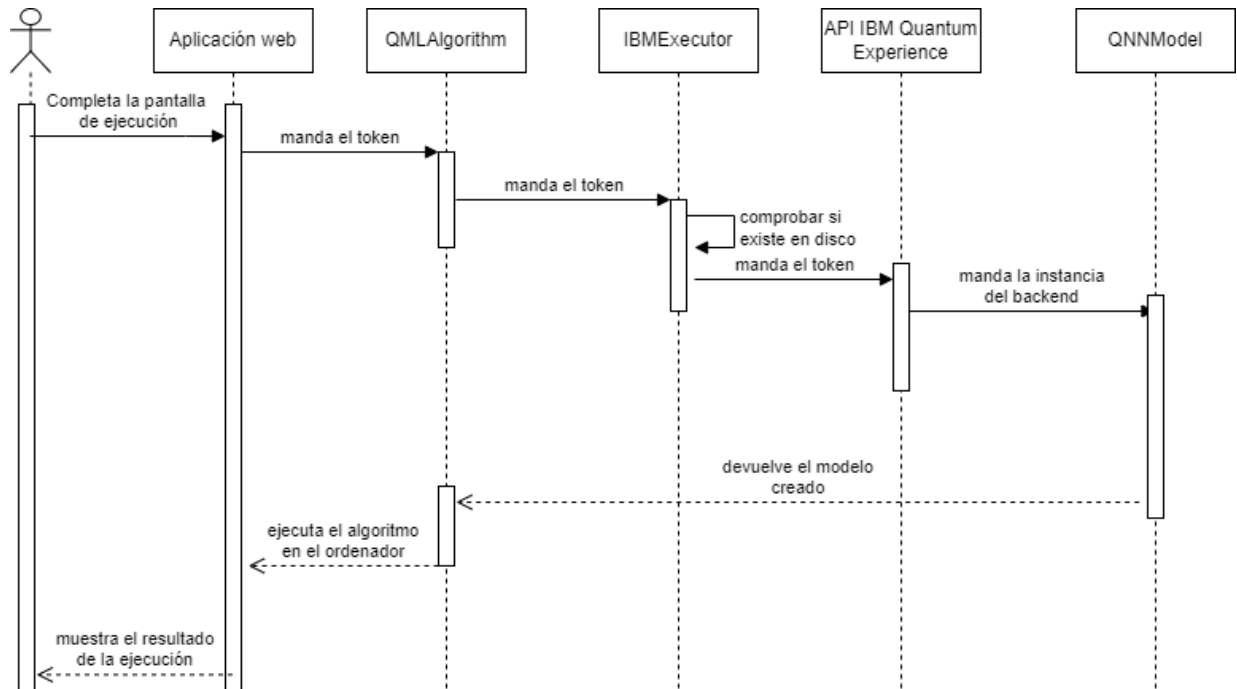 Aplicación web
QMLAlgorithm
IBMExecutor
API IBM Quantum
Experience
QNNModel
Completa la pantalla
de ejecución
manda el token
manda el token
comprobar si
existe en disco
manda el token
manda la instancia
del backend
devuelve el modelo
creado
ejecuta el algoritmo
en el ordenador
muestra el resultado
de la ejecución